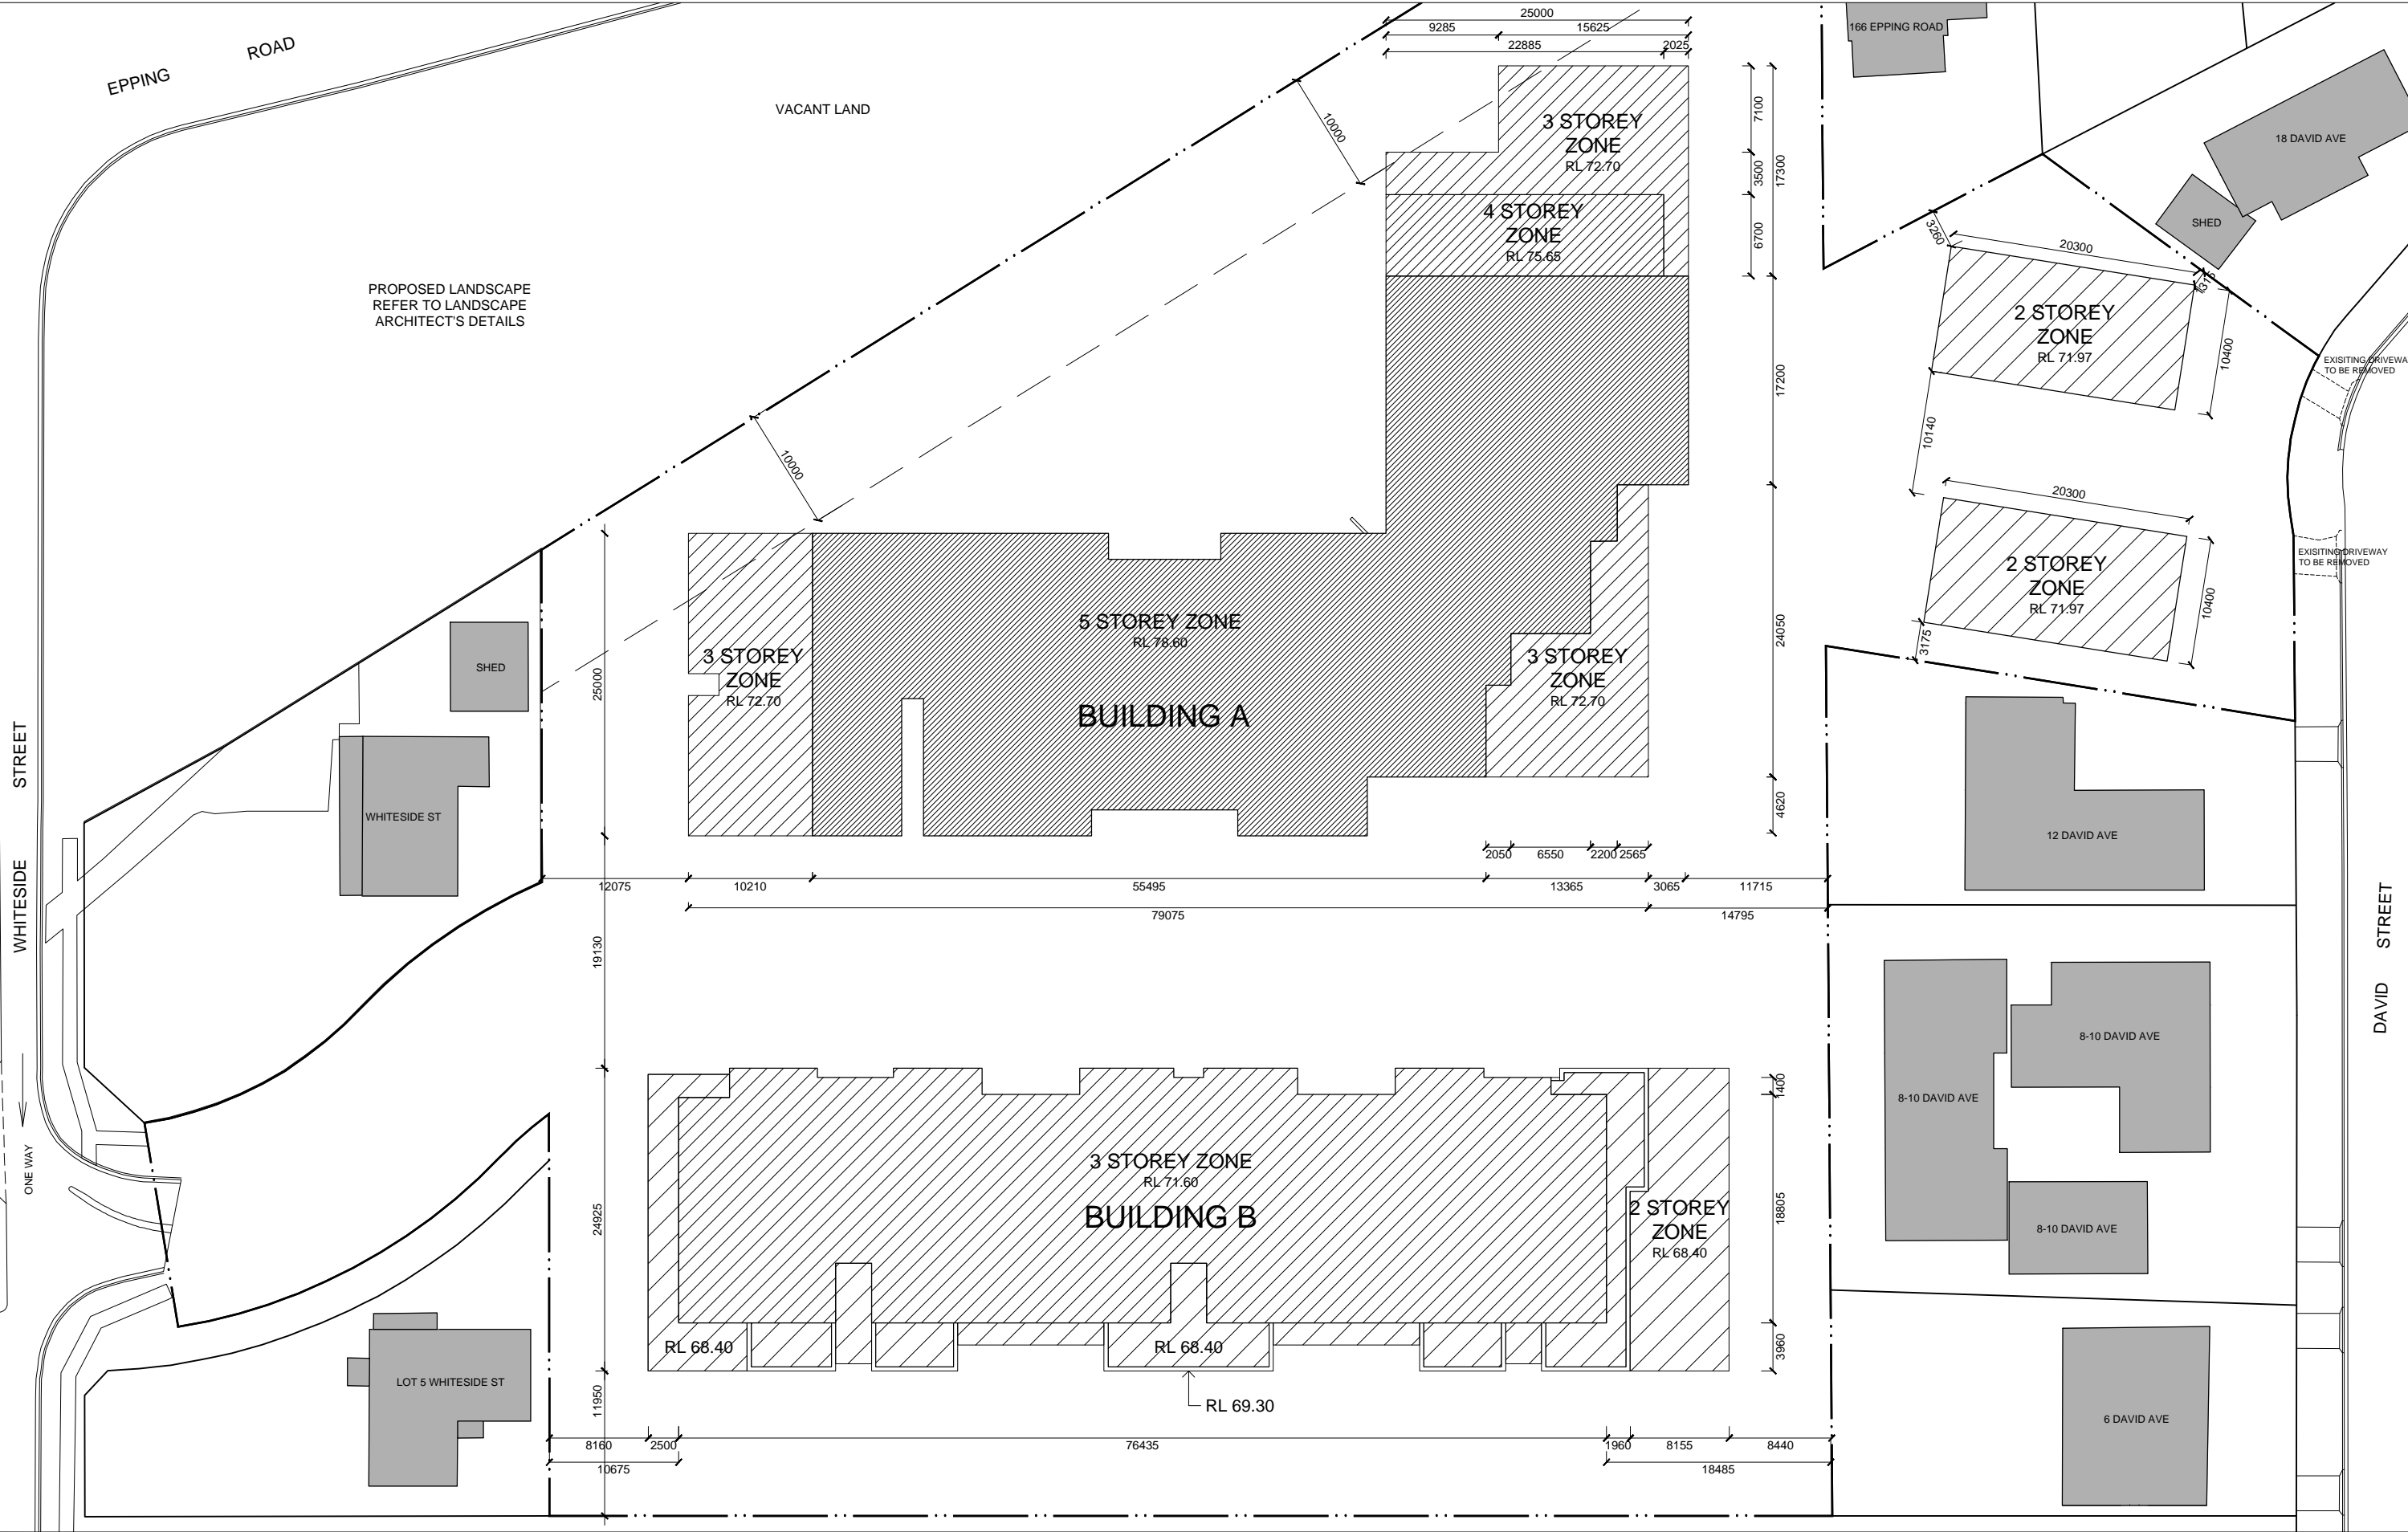 EPPING ROAD
VACANT LAND
PROPOSED LANDSCAPE
REFER TO LANDSCAPE
ARCHITECT'S DETAILS
25000
9285
15625
22885
2025
10000
10000
3 STOREY
ZONE
RL 72.70
4 STOREY
ZONE
RL 75.65
7100
3500
6700
17300
17200
24050
4620
166 EPPING ROAD
18 DAVID AVE
SHED
3260
20300
1315
2 STOREY
ZONE
RL 71.97
10400
10140
EXISITING DRIVEWA
TO BE REMOVED
20300
2 STOREY
ZONE
RL 71.97
10400
3175
EXISITING DRIVEWAY
TO BE REMOVED
SHED
WHITESIDE ST
WHITESIDE STREET
ONE WAY
25000
3 STOREY
ZONE
RL 72.70
5 STOREY ZONE
RL 78.60
BUILDING A
3 STOREY
ZONE
RL 72.70
2050
6550
2200
2565
12075
10210
55495
13365
3065
11715
79075
14795
19130
12 DAVID AVE
DAVID STREET
8-10 DAVID AVE
8-10 DAVID AVE
8-10 DAVID AVE
6 DAVID AVE
24925
3 STOREY ZONE
RL 71.60
BUILDING B
2 STOREY
ZONE
RL 68.40
1400
18805
3960
RL 68.40
RL 68.40
RL 69.30
LOT 5 WHITESIDE ST
11950
8160
2500
76435
1960
8155
8440
10675
18485